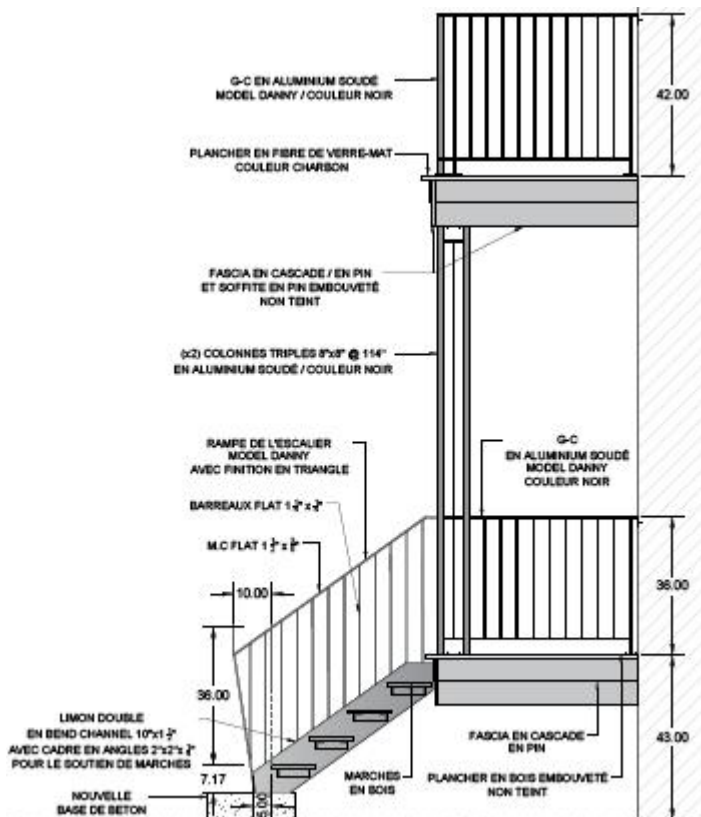 G-C EN ALUMINIUM SOUDÉ
MODEL DANNY / COULEUR NOIR
42.00
PLANCHER EN FIBRE DE VERRE-MAT
COULEUR CHARBON
FASCIA EN CASCADE / EN PIN
ET SOFFITE EN PIN EMBOUVETÉ
NON TEINT
(x2) COLONNES TRIPLES 8"x8" @ 114"
EN ALUMINIUM SOUDÉ / COULEUR NOIR
RAMPE DE L'ESCALIER
MODEL DANNY
AVEC FINITION EN TRIANGLE
G-C
EN ALUMINIUM SOUDÉ
MODEL DANNY
COULEUR NOIR
BARREAUX FLAT
M.C FLAT
10.00
36.00
36.00
LIMON DOUBLE
EN BEND CHANNEL
AVEC CADRE EN ANGLES
POUR LE SOUTIEN DE MARCHES
7.17
NOUVELLE
BASE DE BETON
MARCHES
EN BOIS
FASCIA EN CASCADE
EN PIN
PLANCHER EN BOIS EMBOUVETÉ
NON TEINT
43.00